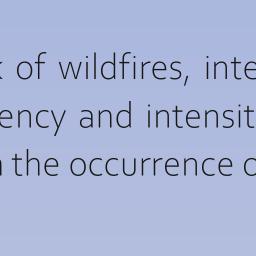 of wildfires, inte
ency and intensit
the occurrence o